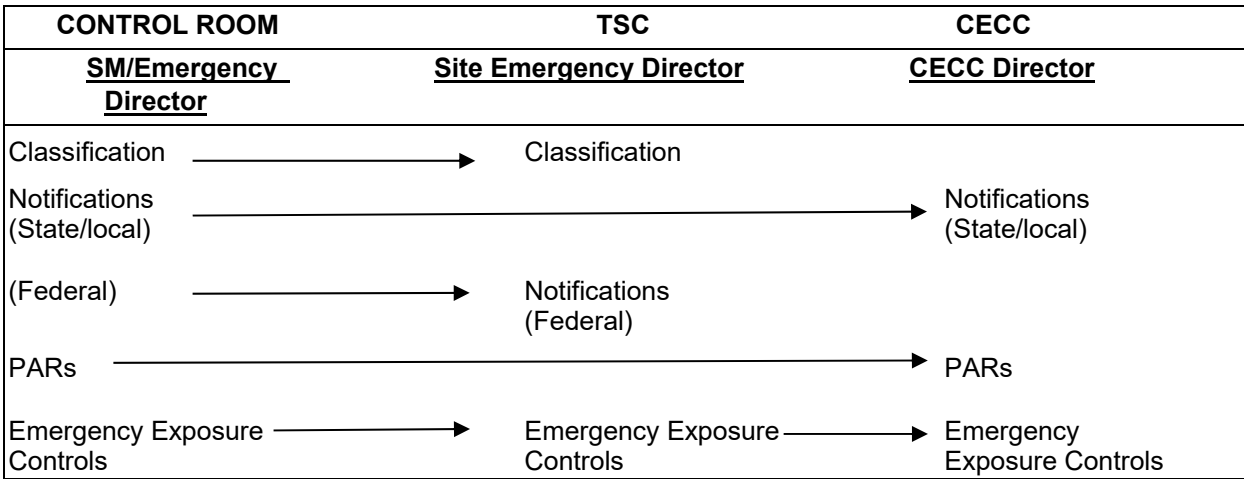 CONTROL ROOM TSC CECC
SM/Emergency Site Emergency Director CECC Director
Director
Classification Classification
Notifications Notifications
(State/local) (State/local)
(Federal) Notifications
(Federal)
PARs PARs
Emergency Exposure Emergency Exposure Emergency
Controls Controls Exposure Controls